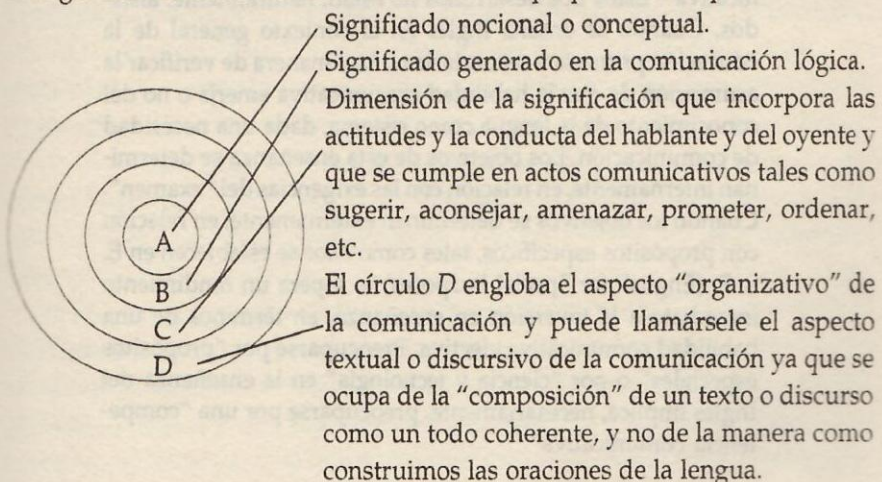 Significado nocional o conceptual.
Significado generado en la comunicación lógica.
Dimensión de la significación que incorpora las
actitudes y la conducta del hablante y del oyente y
que se cumple en actos comunicativos tales como
sugerir, aconsejar, amenazar, prometer, ordenar,
etc.
El círculo D engloba el aspecto "organizativo" de
la comunicación y puede llamársele el aspecto
textual o discursivo de la comunicación ya que se
ocupa de la "composición" de un texto o discurso
como un todo coherente, y no de la manera como
construimos las oraciones de la lengua.
A
B
C
D